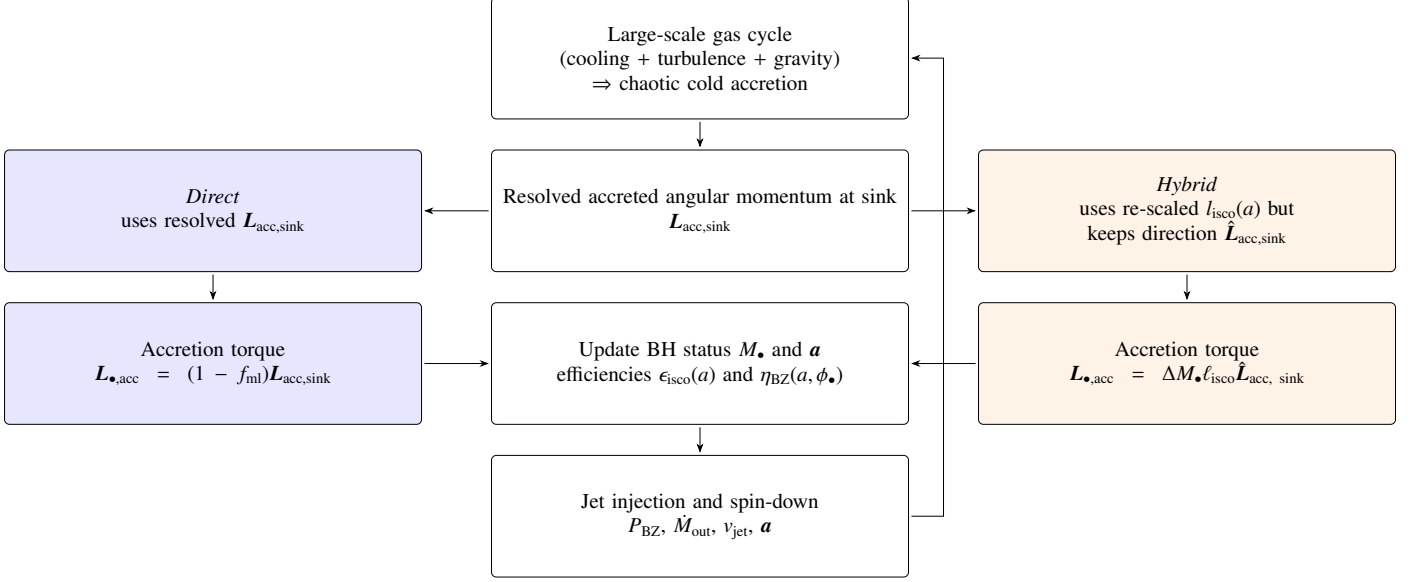 Large-scale gas cycle
(cooling + turbulence + gravity)
⇒ chaotic cold accretion
Direct
uses resolved L_acc,sink
Resolved accreted angular momentum at sink
L_acc,sink
Hybrid
uses re-scaled l_isco(a) but
keeps direction L̂_acc,sink
Accretion torque
L_•,acc = (1 − f_ml)L_acc,sink
Update BH status M_• and a
efficiencies ϵ_isco(a) and η_BZ(a, ϕ_•)
Accretion torque
L_•,acc = ΔM_•ℓ_isco L̂_acc, sink
Jet injection and spin-down
P_BZ, Ṁ_out, v_jet, a